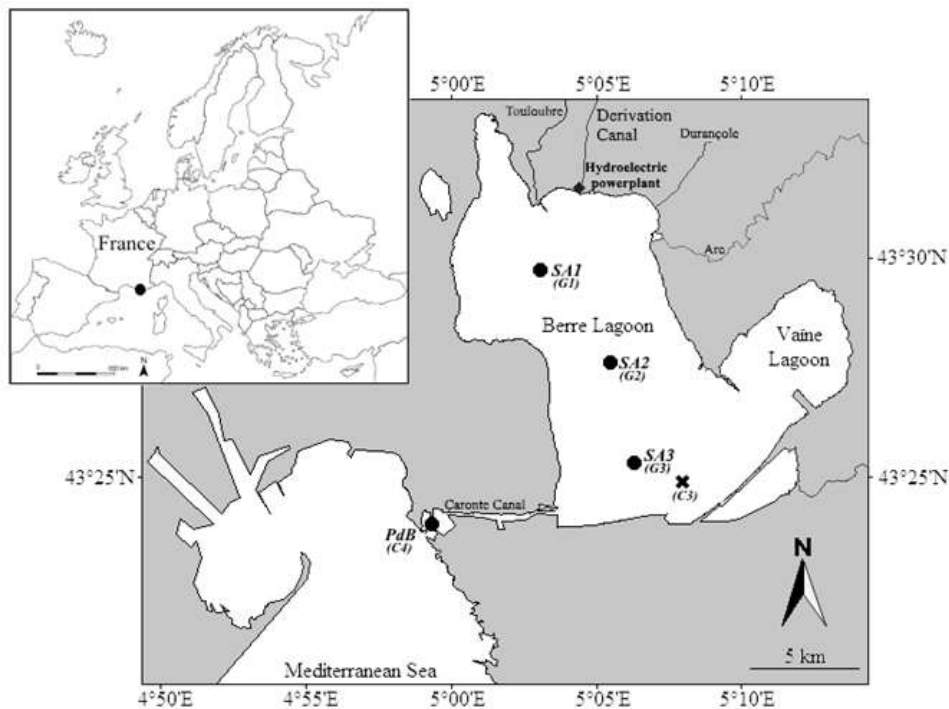 France
N
5°00'E
5°05'E
5°10'E
Touloubre
Derivation
Canal
Durançole
Hydroelectric
powerplant
Arc
43°30'N
SA1
(G1)
Berre Lagoon
Vaïne
Lagoon
SA2
(G2)
SA3
(G3)
43°25'N
43°25'N
(C3)
Caronte Canal
PdB
(C4)
N
5 km
Mediterranean Sea
4°50'E
4°55'E
5°00'E
5°05'E
5°10'E